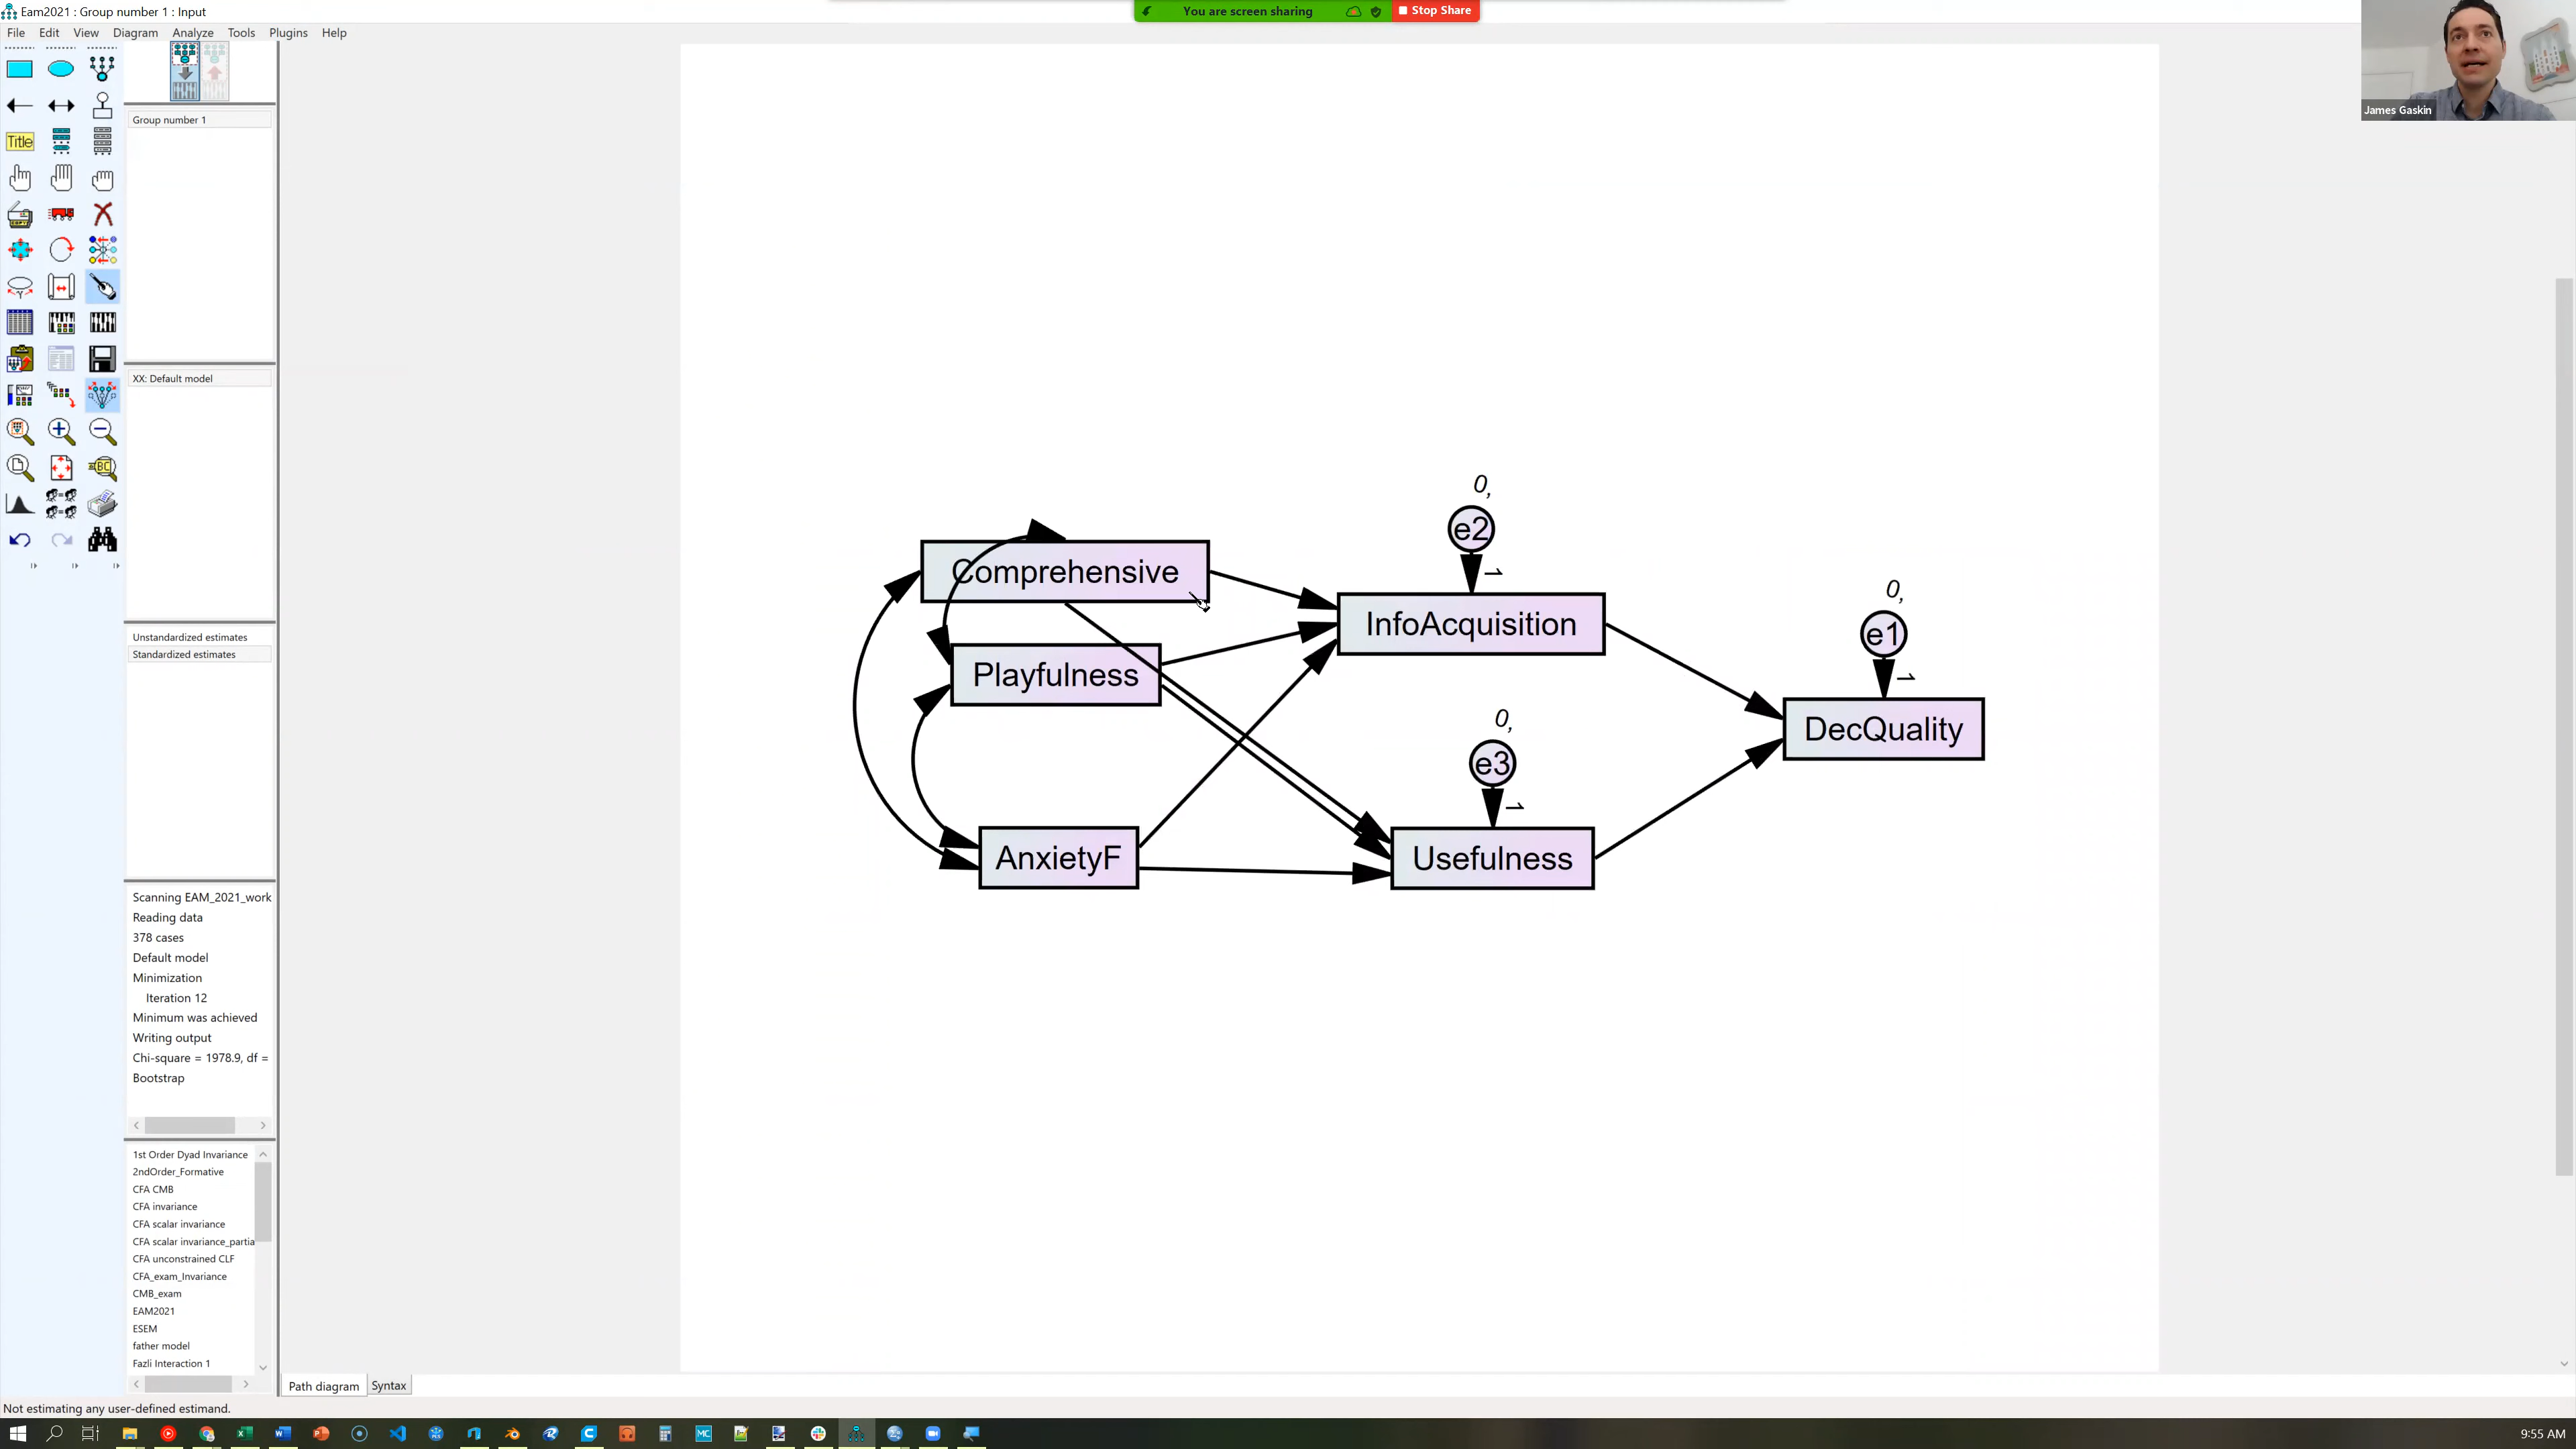 Eam2021 : Group number 1 : Input
You are screen sharing
Stop Share
File Edit View Diagram Analyze Tools Plugins Help
James Gaskin
Title
Group number 1
XX: Default model
Unstandardized estimates
Standardized estimates
Scanning EAM_2021_work
Reading data
378 cases
Default model
Minimization
Iteration 12
Minimum was achieved
Writing output
Chi-square = 1978.9, df =
Bootstrap
1st Order Dyad Invariance
2ndOrder_Formative
CFA CMB
CFA invariance
CFA scalar invariance
CFA scalar invariance_partia
CFA unconstrained CLF
CFA_exam_Invariance
CMB_exam
EAM2021
ESEM
father model
Fazli Interaction 1
0,
e2
1
Comprehensive
InfoAcquisition
0,
e1
1
Playfulness
DecQuality
0,
e3
1
AnxietyF
Usefulness
Path diagram Syntax
Not estimating any user-defined estimand.
9:55 AM